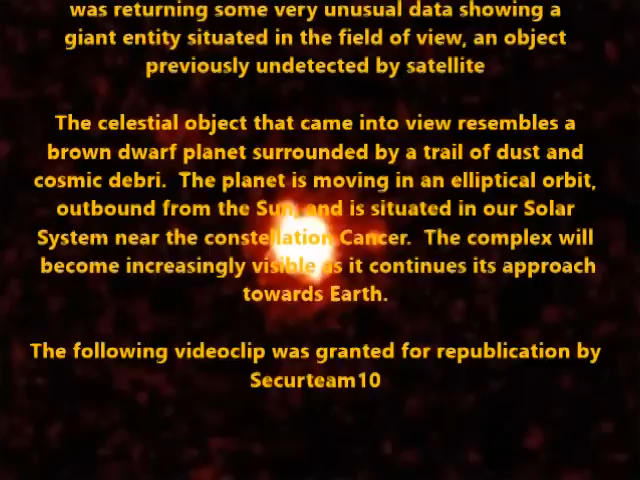 was returning some very unusual data showing a
giant entity situated in the field of view, an object
previously undetected by satellite
The celestial object that came into view resembles a
brown dwarf planet surrounded by a trail of dust and
cosmic debri.  The planet is moving in an elliptical orbit,
outbound from the Sun, and is situated in our Solar
System near the constellation Cancer.  The complex will
become increasingly visible as it continues its approach
towards Earth.
The following videoclip was granted for republication by
Securteam10